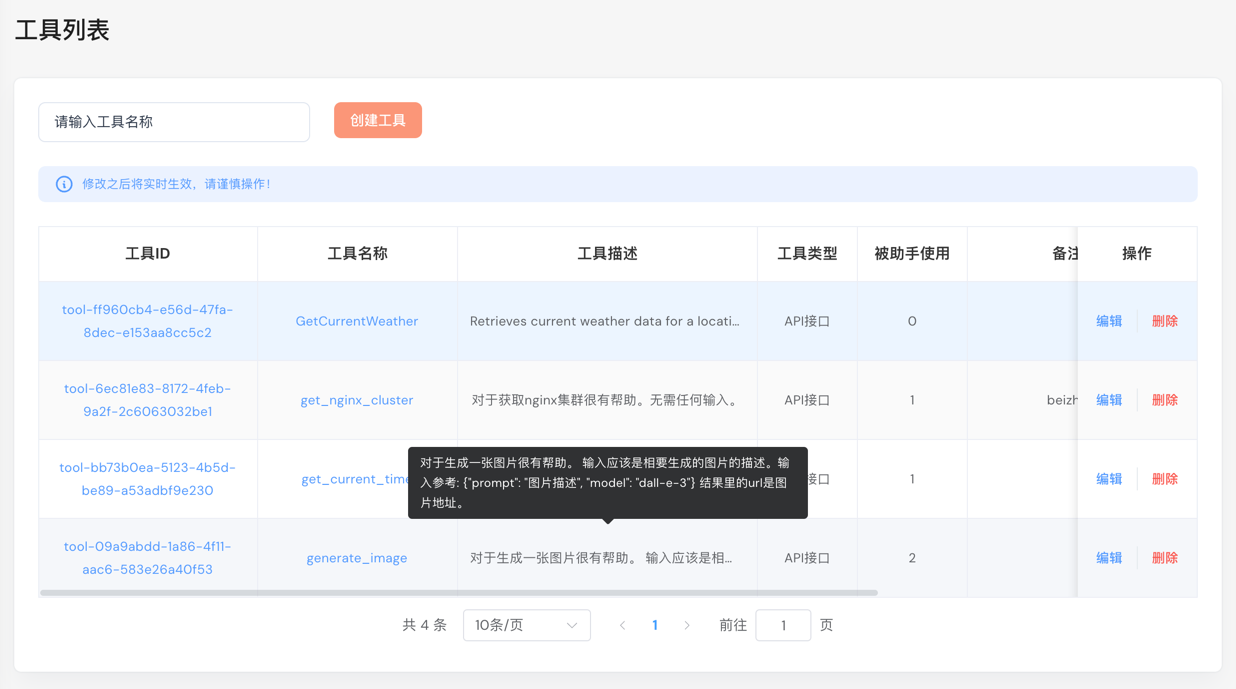 工具列表
请输入工具名称
创建工具
修改之后将实时生效，请谨慎操作！
工具ID 工具名称 工具描述 工具类型 被助手使用 备注 操作
tool-ff960cb4-e56d-47fa-
8dec-e153aa8cc5c2
GetCurrentWeather
Retrieves current weather data for a locati...
API接口
0
编辑 删除
tool-6ec81e83-8172-4feb-
9a2f-2c6063032be1
get_nginx_cluster
对于获取nginx集群很有帮助。无需任何输入。
API接口
1
beizh
编辑 删除
tool-bb73b0ea-5123-4b5d-
be89-a53adbf9e230
get_current_time
对于生成一张图片很有帮助。 输入应该是相要生成的图片的描述。输
入参考: {"prompt": "图片描述", "model": "dall-e-3"} 结果里的url是图
片地址。
接口
1
编辑 删除
tool-09a9abdd-1a86-4f11-
aac6-583e26a40f53
generate_image
对于生成一张图片很有帮助。 输入应该是相...
API接口
2
编辑 删除
共 4 条 10条/页 1 前往 1 页